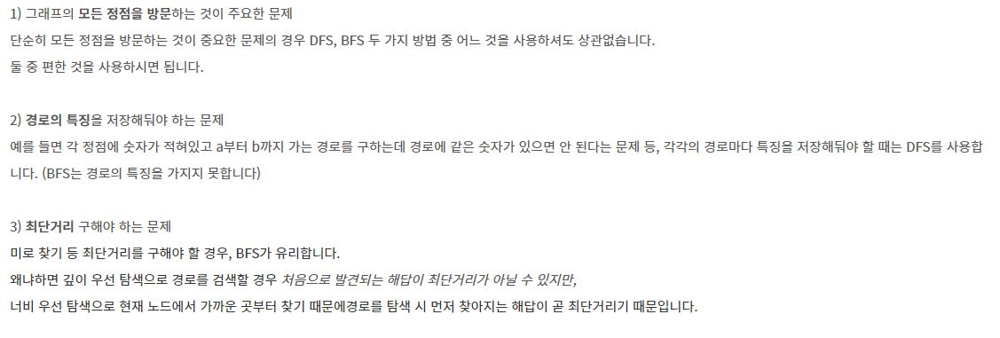 1) 그래프의 모든 정점을 방문하는 것이 주요한 문제
단순히 모든 정점을 방문하는 것이 중요한 문제의 경우 DFS, BFS 두 가지 방법 중 어느 것을 사용하셔도 상관없습니다.
둘 중 편한 것을 사용하시면 됩니다.
2) 경로의 특징을 저장해둬야 하는 문제
예를 들면 각 정점에 숫자가 적혀있고 a부터 b까지 가는 경로를 구하는데 경로에 같은 숫자가 있으면 안 된다는 문제 등, 각각의 경로마다 특징을 저장해둬야 할 때는 DFS를 사용합
니다. (BFS는 경로의 특징을 가지지 못합니다)
3) 최단거리 구해야 하는 문제
미로 찾기 등 최단거리를 구해야 할 경우, BFS가 유리합니다.
왜냐하면 깊이 우선 탐색으로 경로를 검색할 경우 처음으로 발견되는 해답이 최단거리가 아닐 수 있지만,
너비 우선 탐색으로 현재 노드에서 가까운 곳부터 찾기 때문에경로를 탐색 시 먼저 찾아지는 해답이 곧 최단거리기 때문입니다.